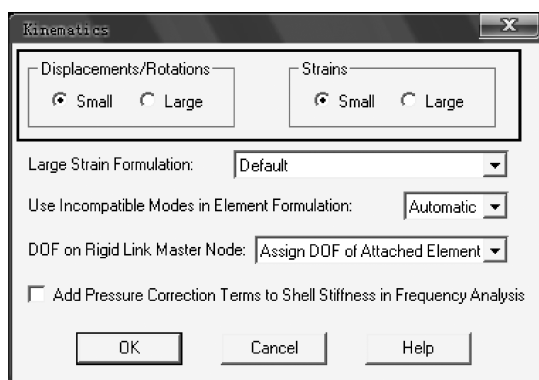 Kinematics
Displacements/Rotations
Strains
Small
Large
Small
Large
Large Strain Formulation:
Default
Use Incompatible Modes in Element Formulation:
Automatic
DOF on Rigid Link Master Node:
Assign DOF of Attached Element
Add Pressure Correction Terms to Shell Stiffness in Frequency Analysis
OK
Cancel
Help